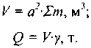 V = a²·Σm, м³;
Q = V·γ, т.